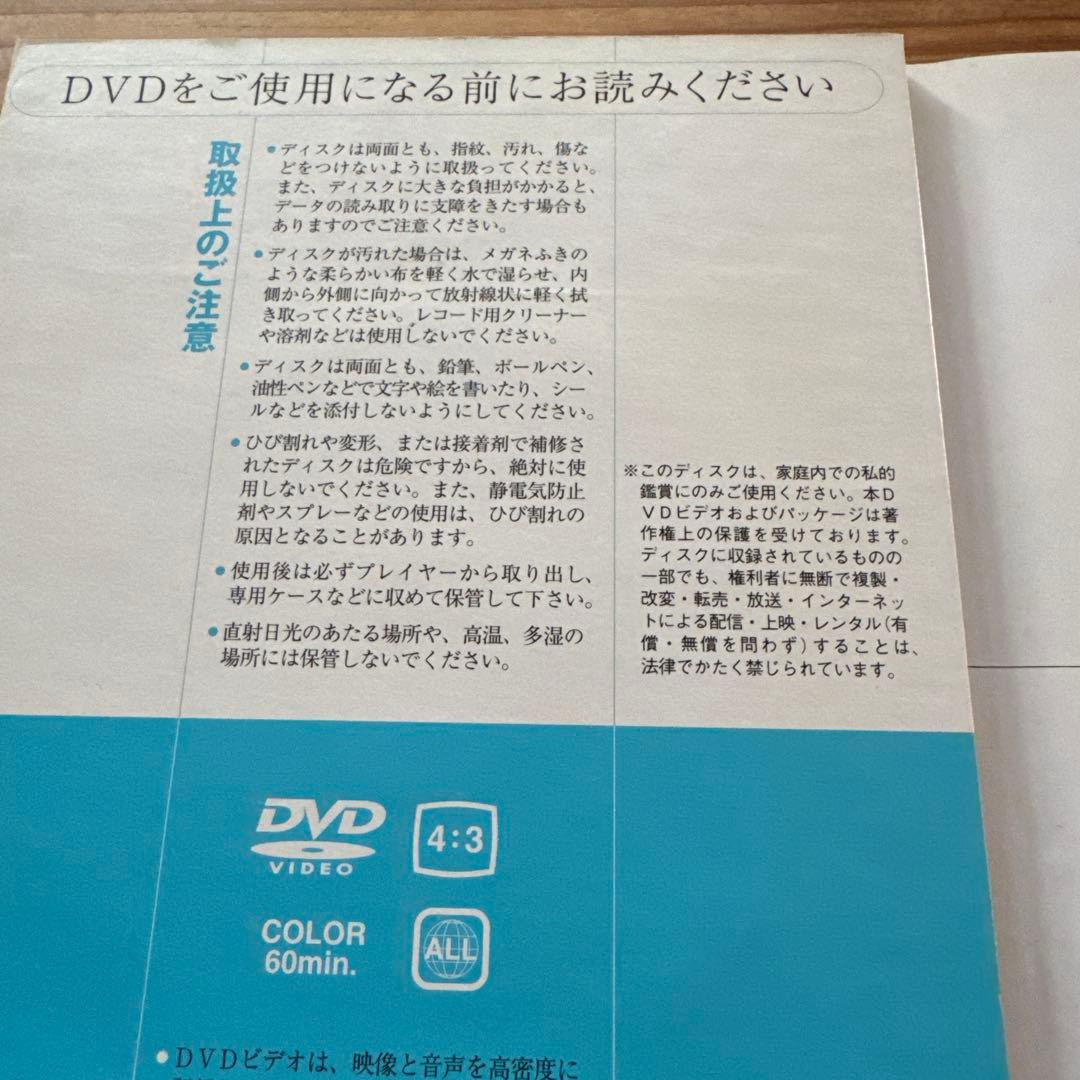 DVDをご使用になる前にお読みください
取扱上のご注意
●ディスクは両面とも、指紋、汚れ、傷な
どをつけないように取扱ってください。
また、ディスクに大きな負担がかかると、
データの読み取りに支障をきたす場合も
ありますのでご注意ください。
●ディスクが汚れた場合は、メガネふきの
ような柔らかい布を軽く水で湿らせ、内
側から外側に向かって放射線状に軽く拭
き取ってください。レコード用クリーナー
や溶剤などは使用しないでください。
●ディスクは両面とも、鉛筆、ボールペン、
油性ペンなどで文字や絵を書いたり、シー
ルなどを添付しないようにしてください。
●ひび割れや変形、または接着剤で補修さ
れたディスクは危険ですから、絶対に使
用しないでください。また、静電気防止
剤やスプレーなどの使用は、ひび割れの
原因となることがあります。
●使用後は必ずプレイヤーから取り出し、
専用ケースなどに収めて保管して下さい。
●直射日光のあたる場所や、高温、多湿の
場所には保管しないでください。
※このディスクは、家庭内での私的
鑑賞にのみご使用ください。本D
VDビデオおよびパッケージは著
作権上の保護を受けております。
ディスクに収録されているものの
一部でも、権利者に無断で複製・
改変・転売・放送・インターネッ
トによる配信・上映・レンタル(有
償・無償を問わず)することは、
法律でかたく禁じられています。
DVD
VIDEO
4:3
COLOR
60min.
ALL
●DVDビデオは、映像と音声を高密度に